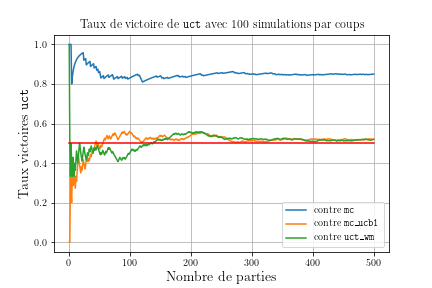 Taux de victoire de uct avec 100 simulations par coups
1.0
0.8
0.6
0.4
0.2
0.0
Taux victoires uct
0
100
200
300
400
500
Nombre de parties
contre mc
contre mc_ucb1
contre uct_wm